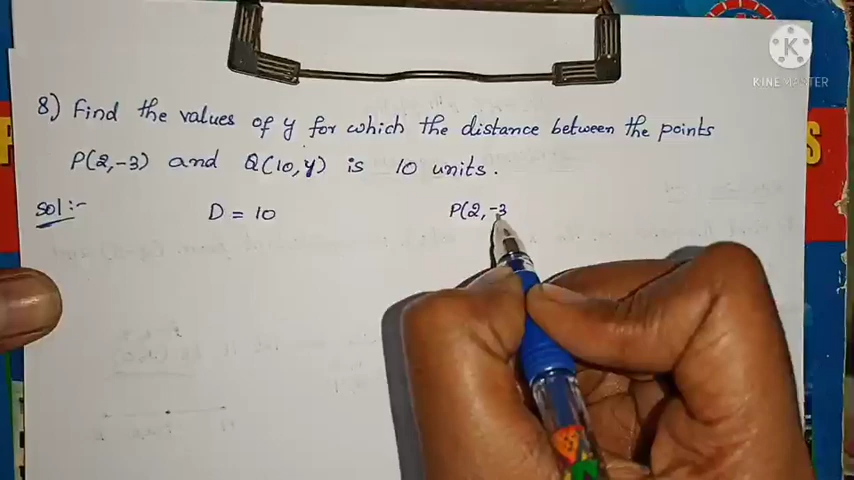 8) Find the values of y for which the distance between the points
P(2,-3) and Q(10,y) is 10 units.
Sol:- D = 10 P(2,-3
KINEMASTER